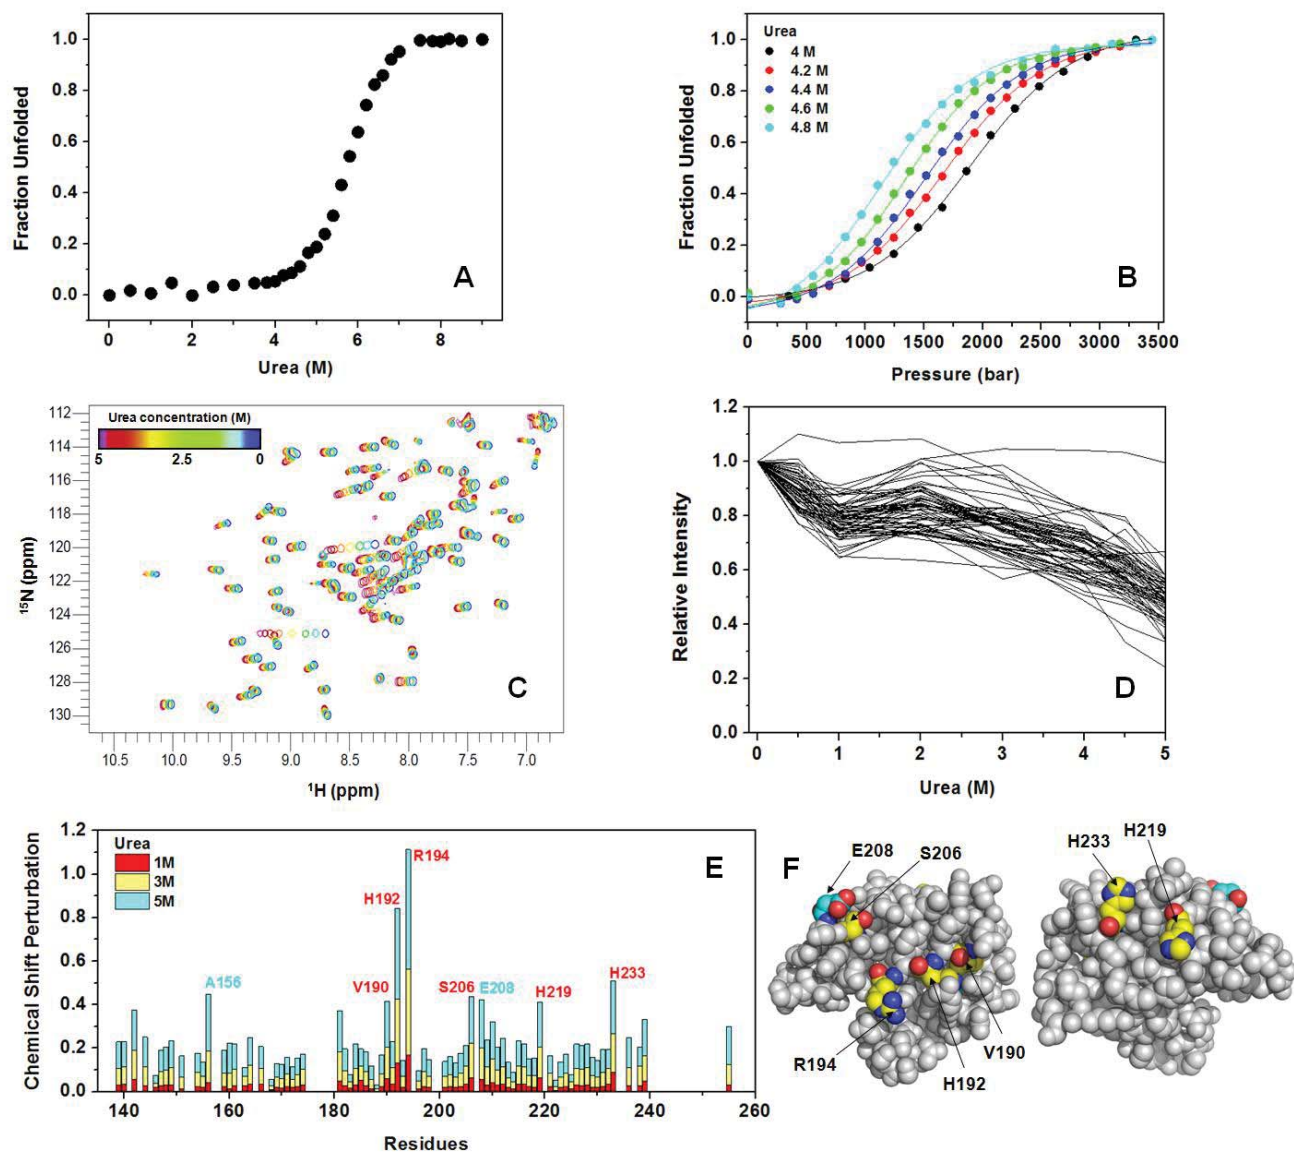 1.0
0.8
0.6
0.4
0.2
0.0
Fraction Unfolded
0 2 4 6 8
Urea (M)
A
1.0
0.8
0.6
0.4
0.2
0.0
Fraction Unfolded
Urea
4 M
4.2 M
4.4 M
4.6 M
4.8 M
0 500 1000 1500 2000 2500 3000 3500
Pressure (bar)
B
112
114
116
118
120
122
124
126
128
130
¹⁵N (ppm)
Urea concentration (M)
5 2.5 0
10.5 10.0 9.5 9.0 8.5 8.0 7.5 7.0
¹H (ppm)
C
1.2
1.0
0.8
0.6
0.4
0.2
0.0
Relative Intensity
0 1 2 3 4 5
Urea (M)
D
1.2
1.0
0.8
0.6
0.4
0.2
0.0
Chemical Shift Perturbation
Urea
1M
3M
5M
R194
H192
A156
V190
S206
E208
H219
H233
140 160 180 200 220 240 260
Residues
E
F
E208
S206
R194
H192
V190
H233
H219